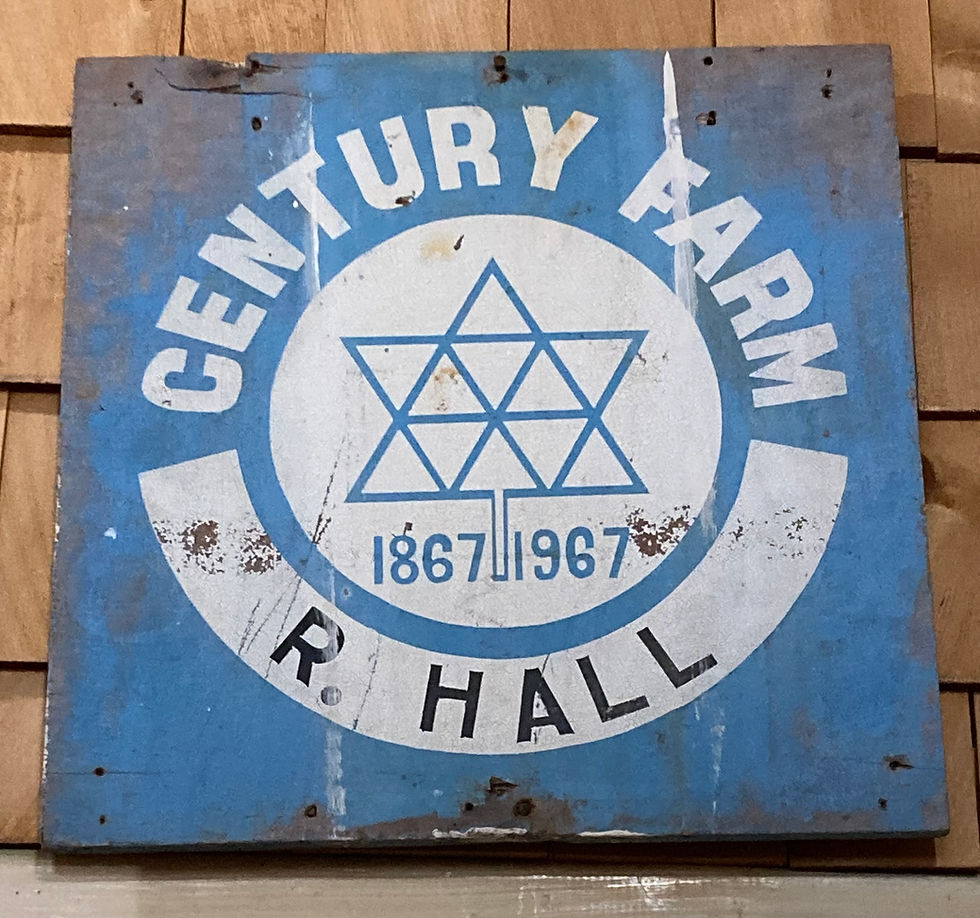 CENTURY FARM
1867 1967
R. HALL